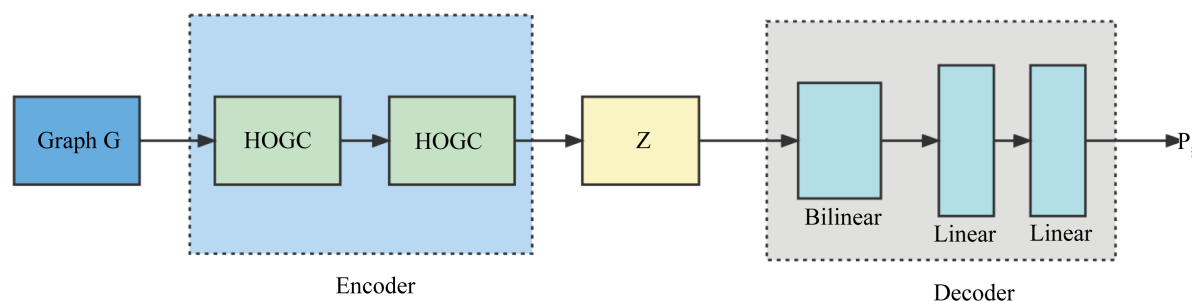 Graph G
HOGC
HOGC
Z
Bilinear
Linear
Linear
P
Encoder
Decoder